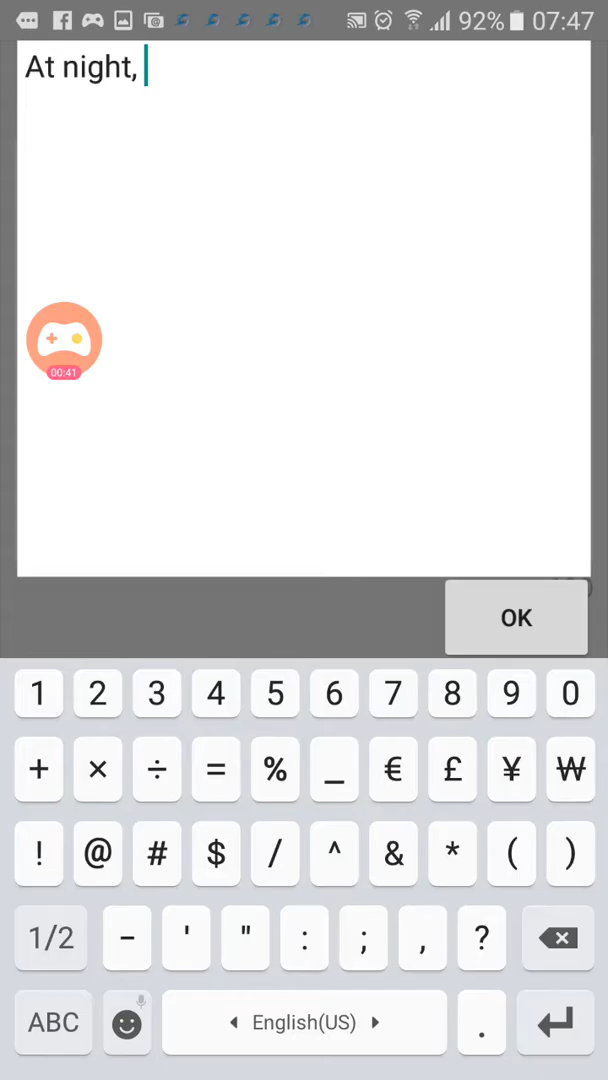 92% 07:47
At night,
00:41
OK
1 2 3 4 5 6 7 8 9 0
+ × ÷ = % _ € £ ¥ ₩
! @ # $ / ^ & * ( )
1/2 - ' " : ; , ?
ABC English(US) .